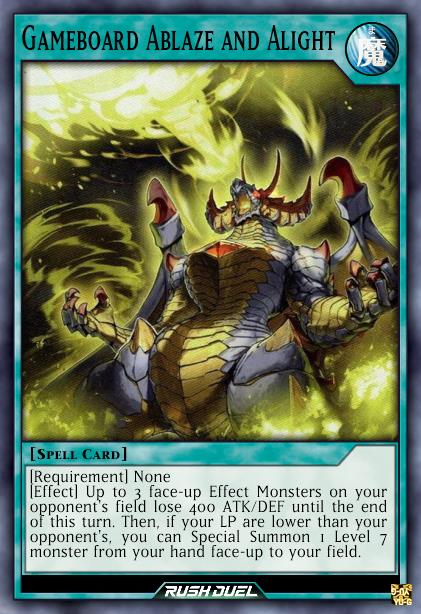 Gameboard Ablaze and Alight
ま
魔
[Spell Card]
[Requirement] None
[Effect] Up to 3 face-up Effect Monsters on your
opponent's field lose 400 ATK/DEF until the end
of this turn. Then, if your LP are lower than your
opponent's, you can Special Summon 1 Level 7
monster from your hand face-up to your field.
RUSH DUEL